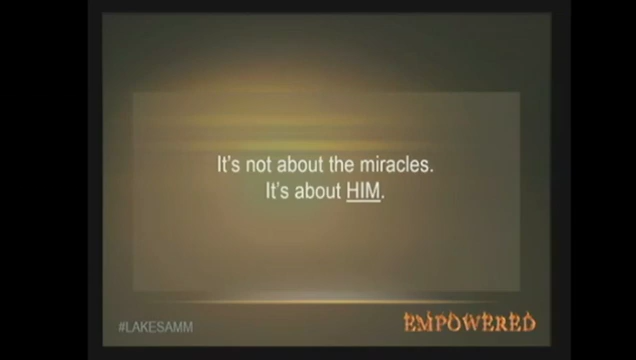 It's not about the miracles.
It's about HIM.
#LAKESAMM
EMPOWERED